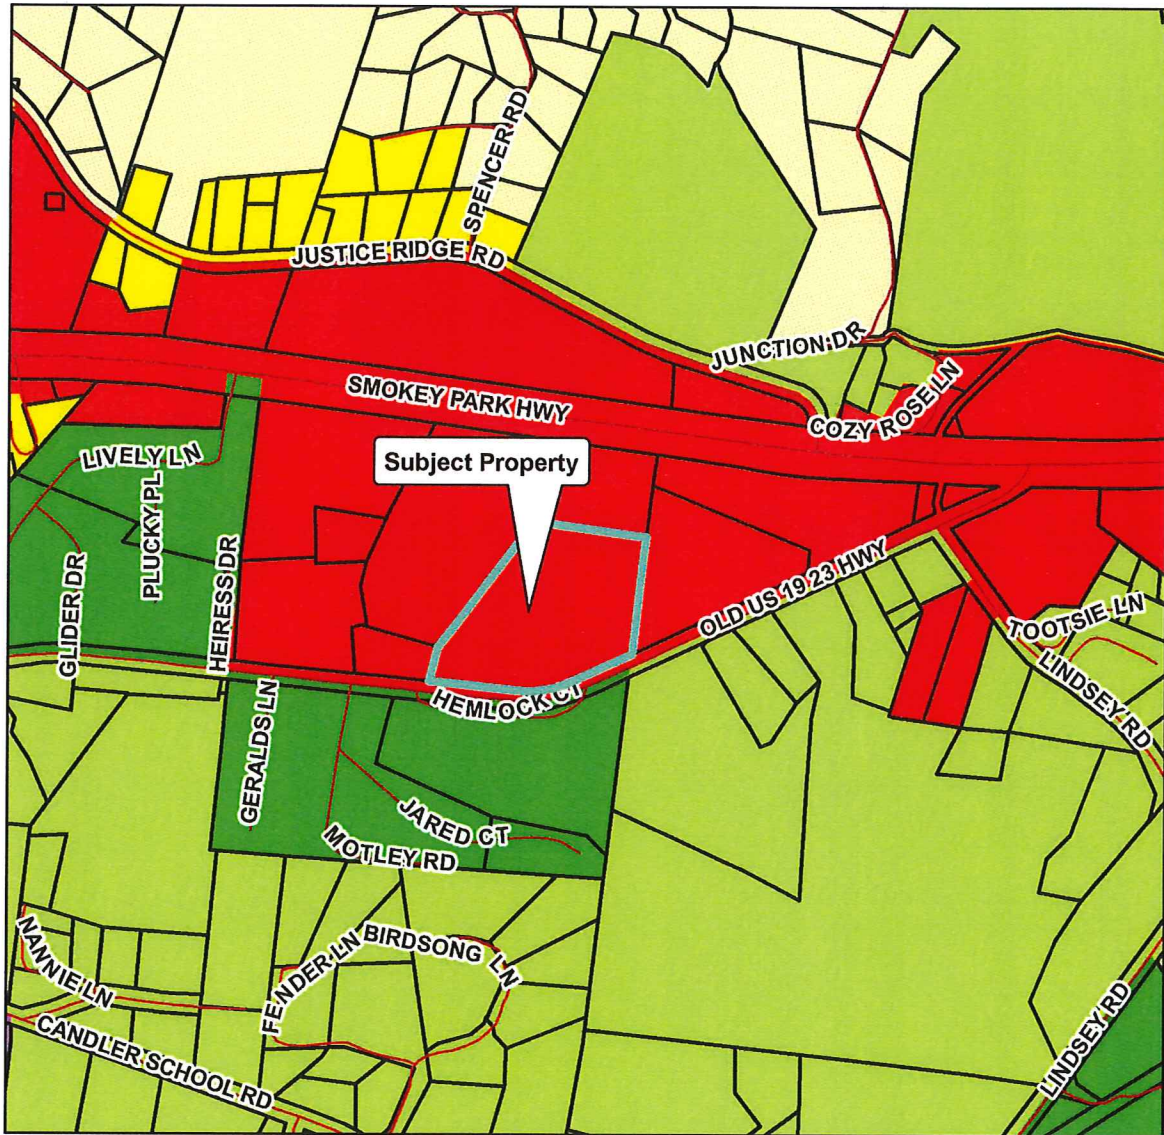 SPENCER RD
JUSTICE RIDGE RD
JUNCTION DR
SMOKEY PARK HWY
COZY ROSE LN
Subject Property
LIVELY LN
PLUCKY PL
GLIDER DR
HEIRESS DR
OLD US 19 23 HWY
TOOTSIE LN
LINDSEY RD
HEMLOCK CT
GERALDS LN
JARED CT
MOTLEY RD
NANNIE LN
FENDER LN
BIRDSONG LN
CANDLER SCHOOL RD
LINDSEY RD